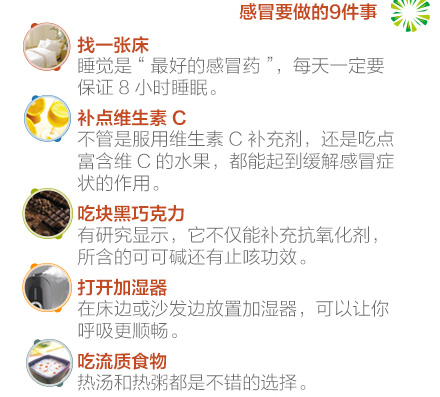 感冒要做的9件事
找一张床
睡觉是“最好的感冒药”，每天一定要
保证 8 小时睡眠。
补点维生素 C
不管是服用维生素 C 补充剂，还是吃点
富含维 C 的水果，都能起到缓解感冒症
状的作用。
吃块黑巧克力
有研究显示，它不仅能补充抗氧化剂，
所含的可可碱还有止咳功效。
打开加湿器
在床边或沙发边放置加湿器，可以让你
呼吸更顺畅。
吃流质食物
热汤和热粥都是不错的选择。